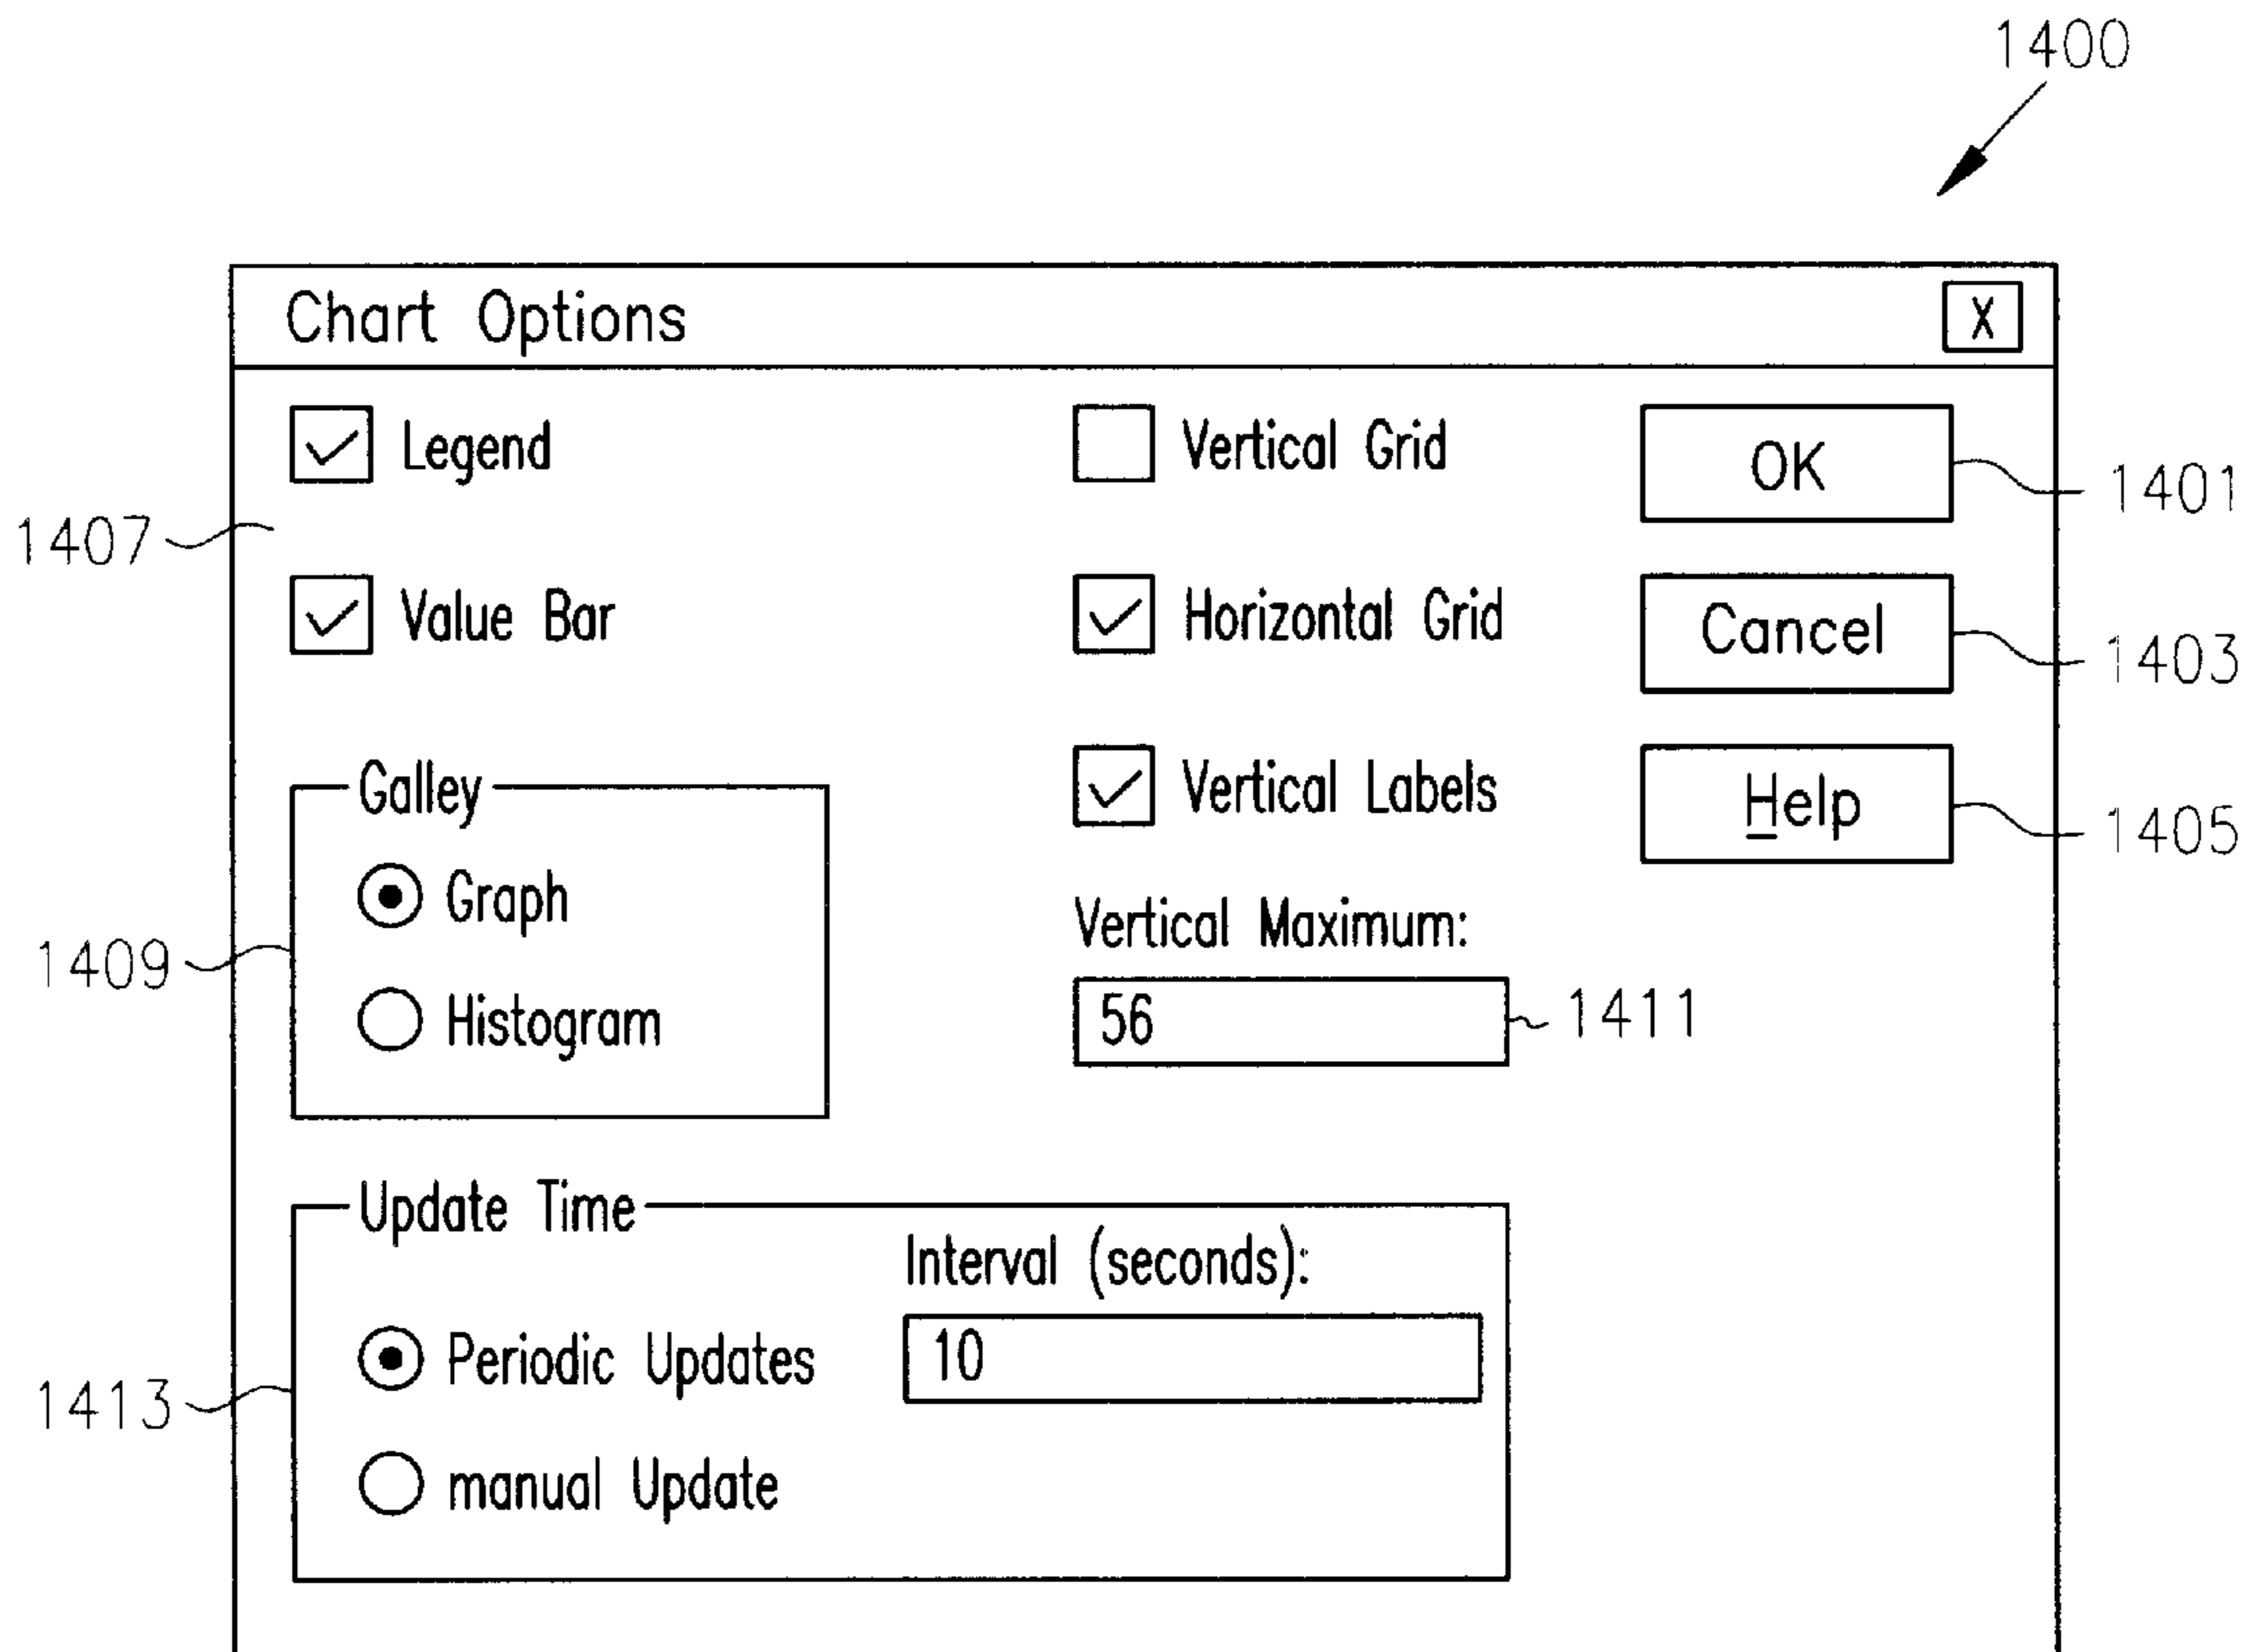 1400
Chart Options X
Legend Vertical Grid OK 1401
1407
Value Bar Horizontal Grid Cancel 1403
Galley Vertical Labels Help 1405
Graph Vertical Maximum:
1409
Histogram 56 1411
Update Time
Interval (seconds):
Periodic Updates 10
1413
manual Update